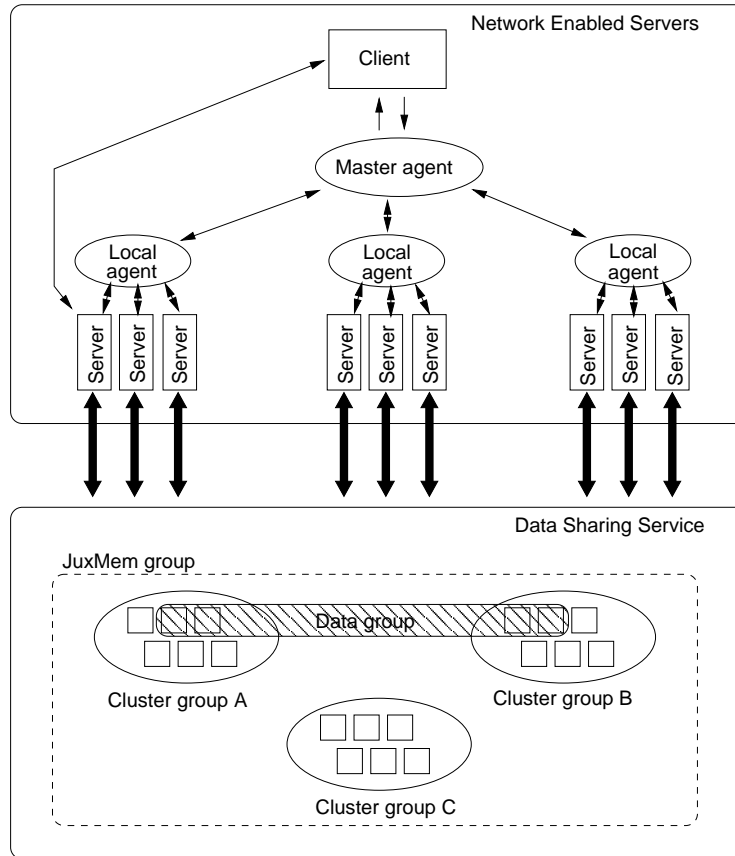 Network Enabled Servers
Client
Master agent
Local
agent
Local
agent
Local
agent
Server
Server
Server
Server
Server
Server
Server
Server
Server
Data Sharing Service
JuxMem group
Data group
Cluster group A
Cluster group B
Cluster group C